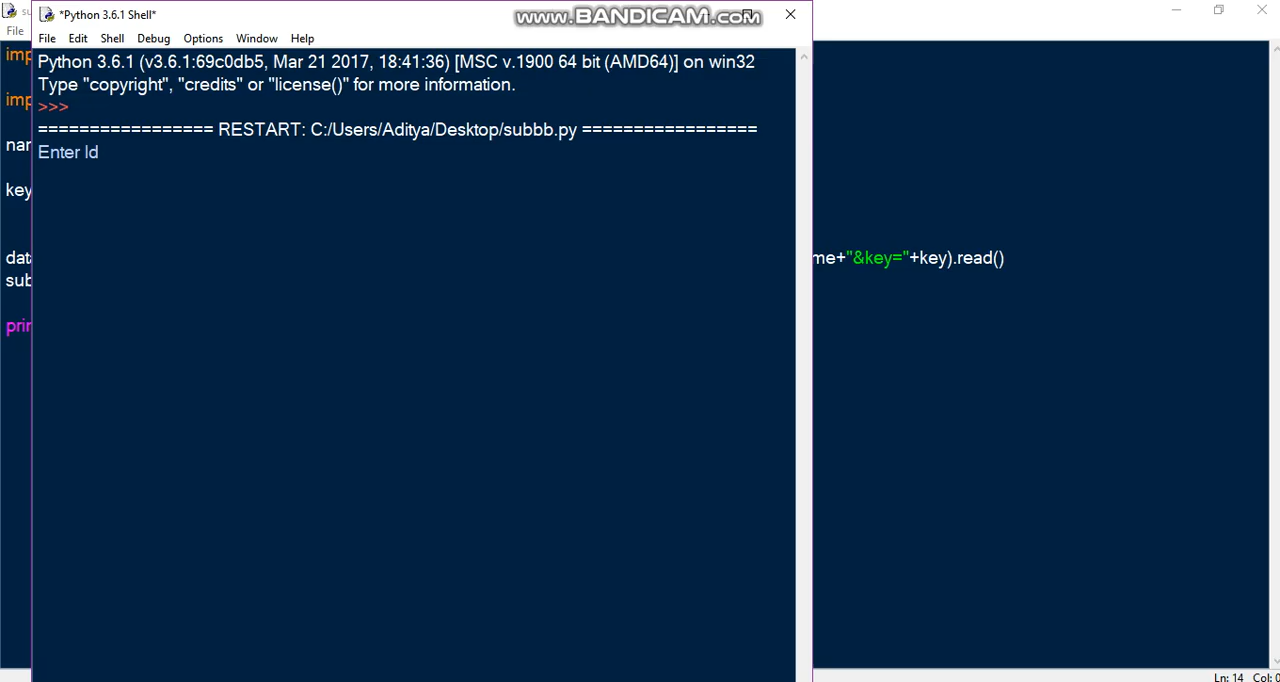 *Python 3.6.1 Shell*
www.BANDICAM.com
File
File Edit Shell Debug Options Window Help
Python 3.6.1 (v3.6.1:69c0db5, Mar 21 2017, 18:41:36) [MSC v.1900 64 bit (AMD64)] on win32
Type "copyright", "credits" or "license()" for more information.
>>>
================= RESTART: C:/Users/Aditya/Desktop/subbb.py =================
Enter Id
imp
imp
nar
key
dat me+"&key="+key).read()
sub
prin
Ln: 14 Col: 0